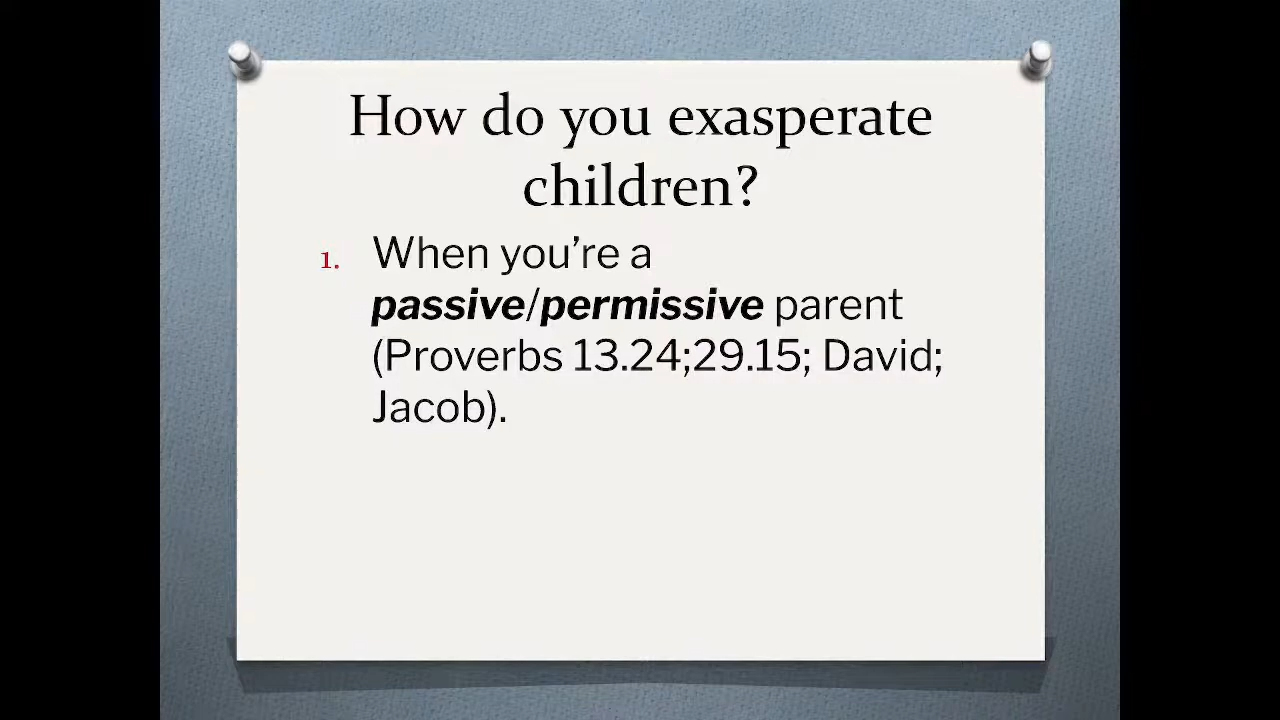 How do you exasperate
children?
1. When you’re a
passive/permissive parent
(Proverbs 13.24;29.15; David;
Jacob).